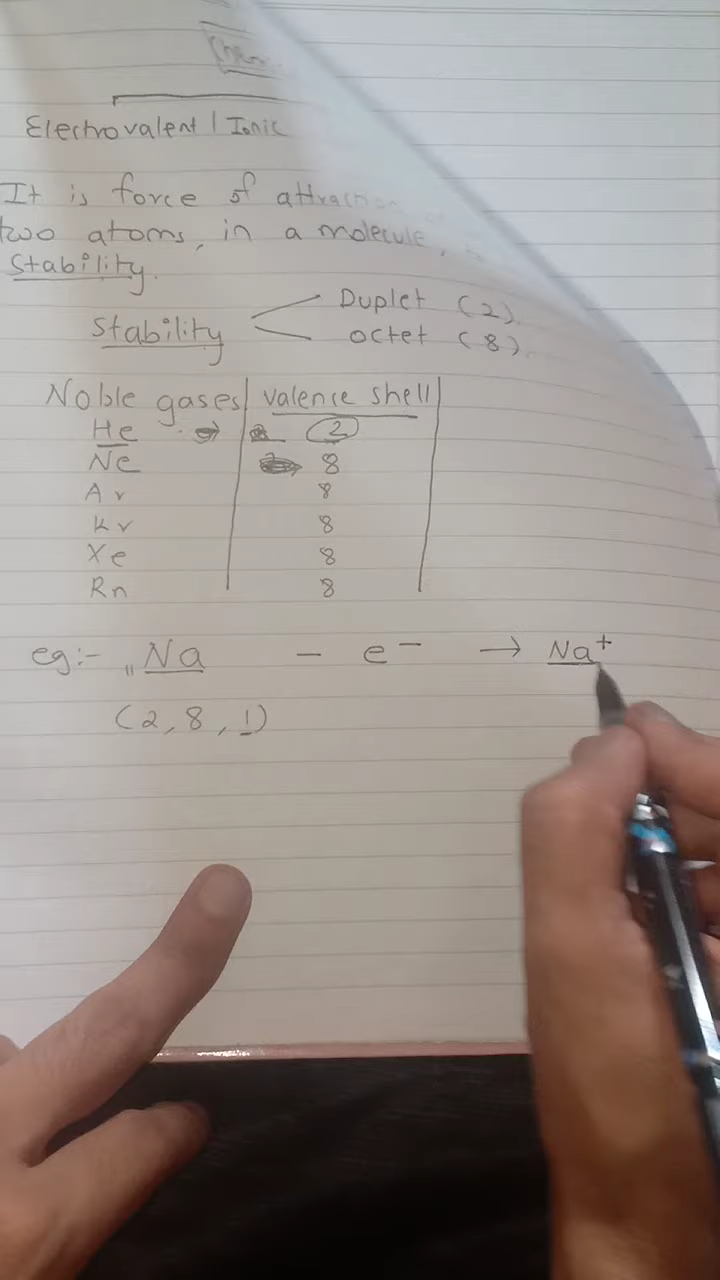 Electrovalent / Ionic
It is force of attraction
two atoms, in a molecule,
stability.
Stability
Duplet (2)
octet (8)
Noble gases valence shell
He 2
Ne 8
Ar 8
Kr 8
Xe 8
Rn 8
eg:- 11Na - e- → Na+
(2,8,1)